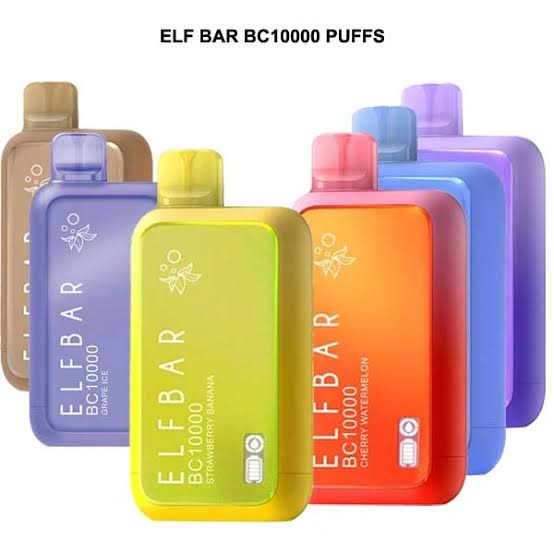 ELF BAR BC10000 PUFFS
ELFBAR
BC10000
GRAPE ICE
ELFBAR
BC10000
STRAWBERRY BANANA
ELFBAR
BC10000
CHERRY WATERMELON